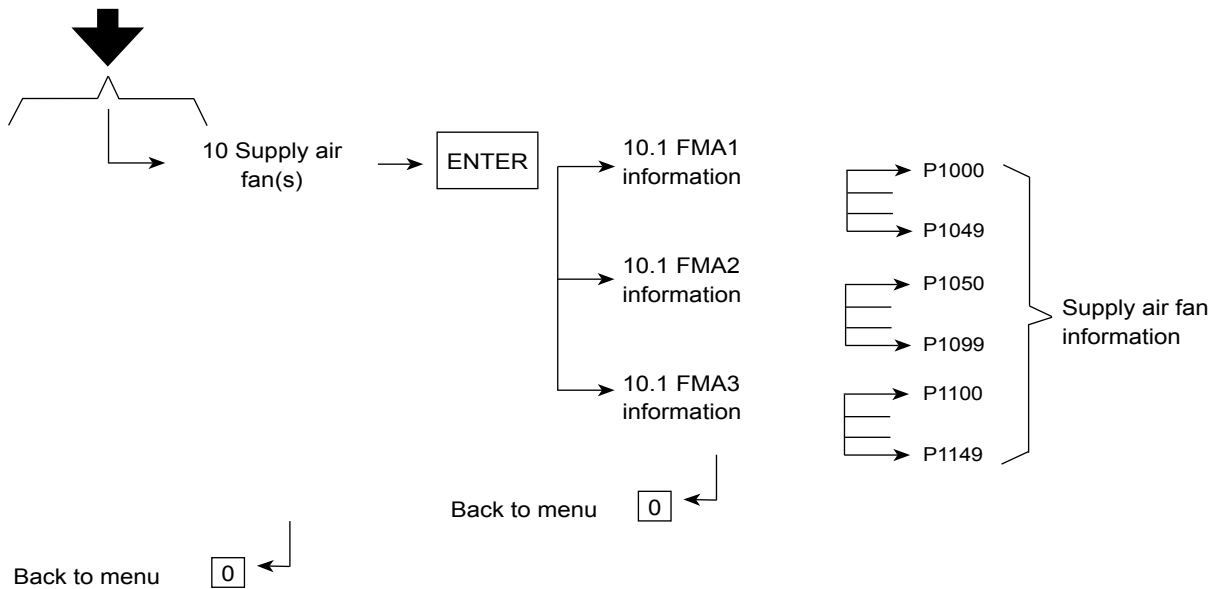 10 Supply air
fan(s)
ENTER
10.1 FMA1
information
10.1 FMA2
information
10.1 FMA3
information
P1000
P1049
P1050
P1099
P1100
P1149
Supply air fan
information
Back to menu 0
Back to menu 0